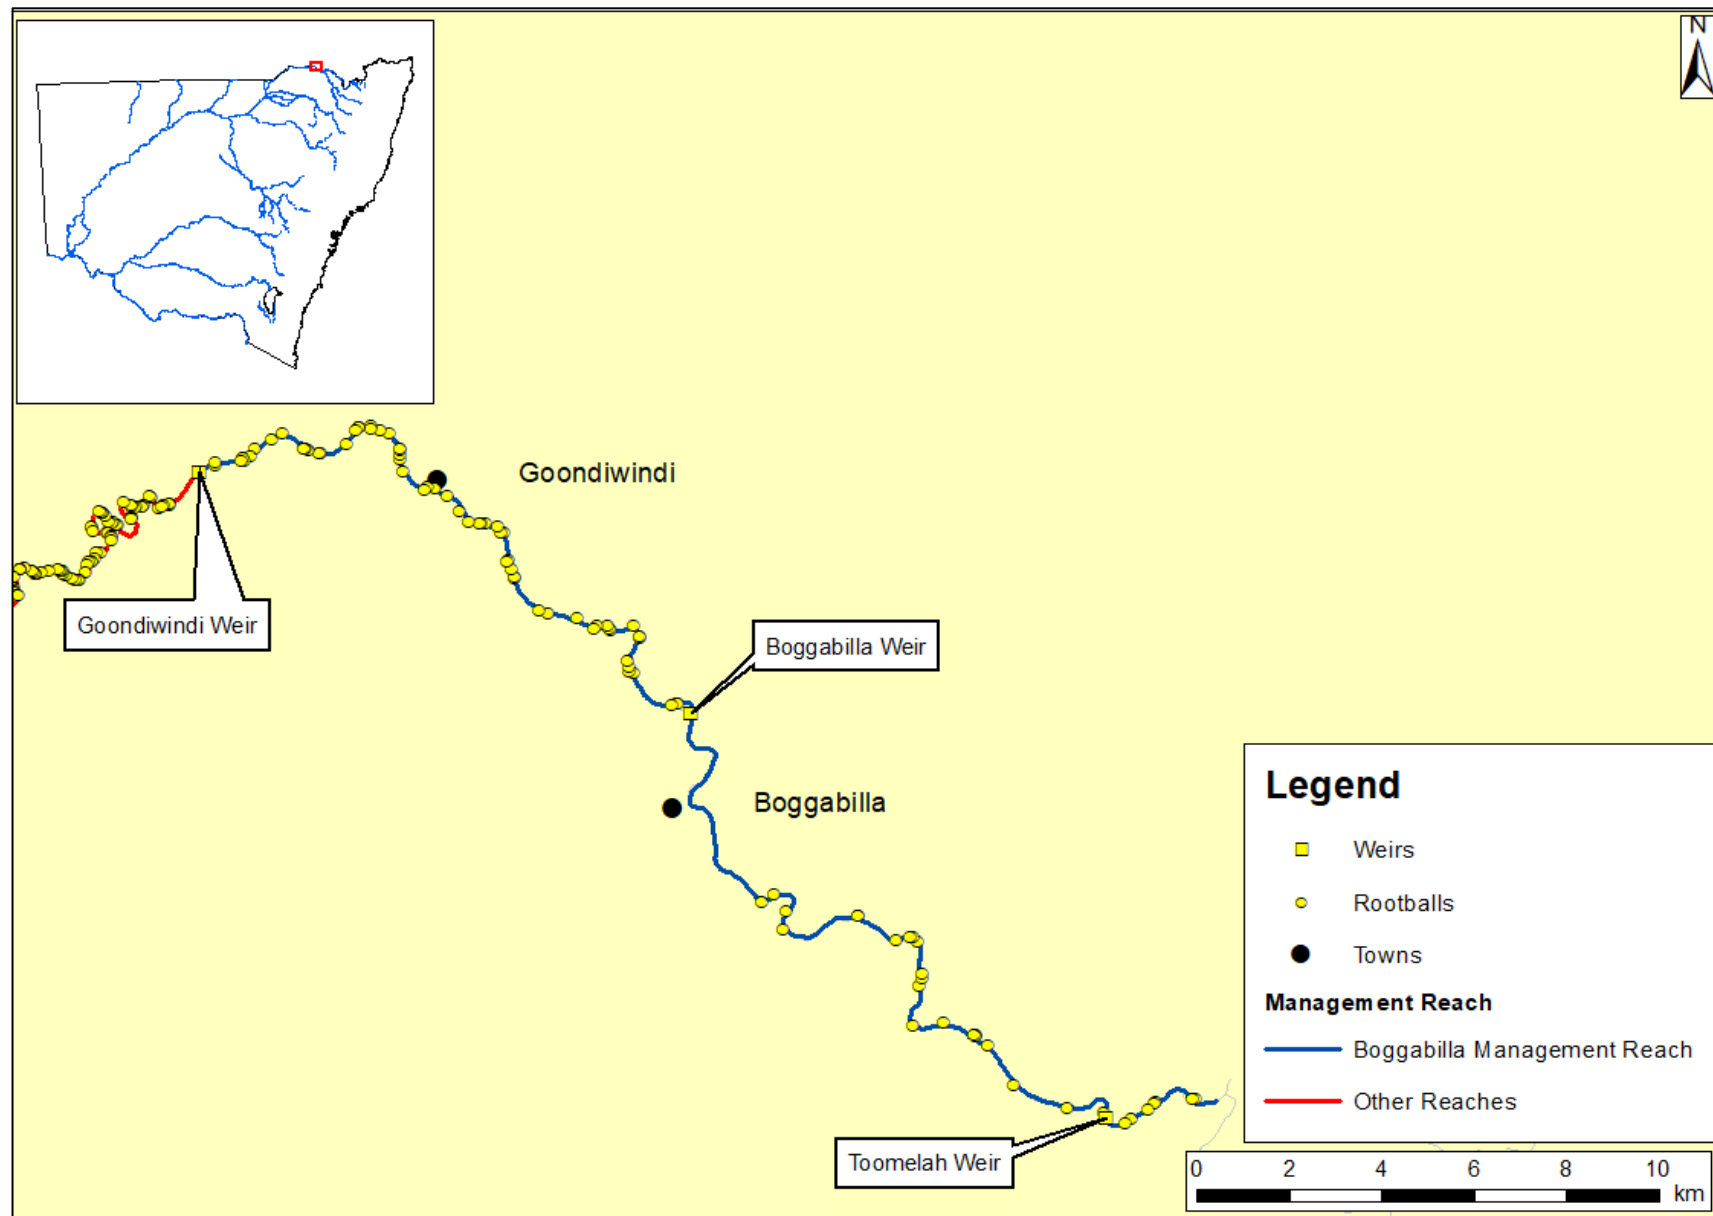 N
Goondiwindi
Goondiwindi Weir
Boggabilla Weir
Boggabilla
Toomelah Weir
Legend
Weirs
Rootballs
Towns
Management Reach
Boggabilla Management Reach
Other Reaches
0 2 4 6 8 10
km